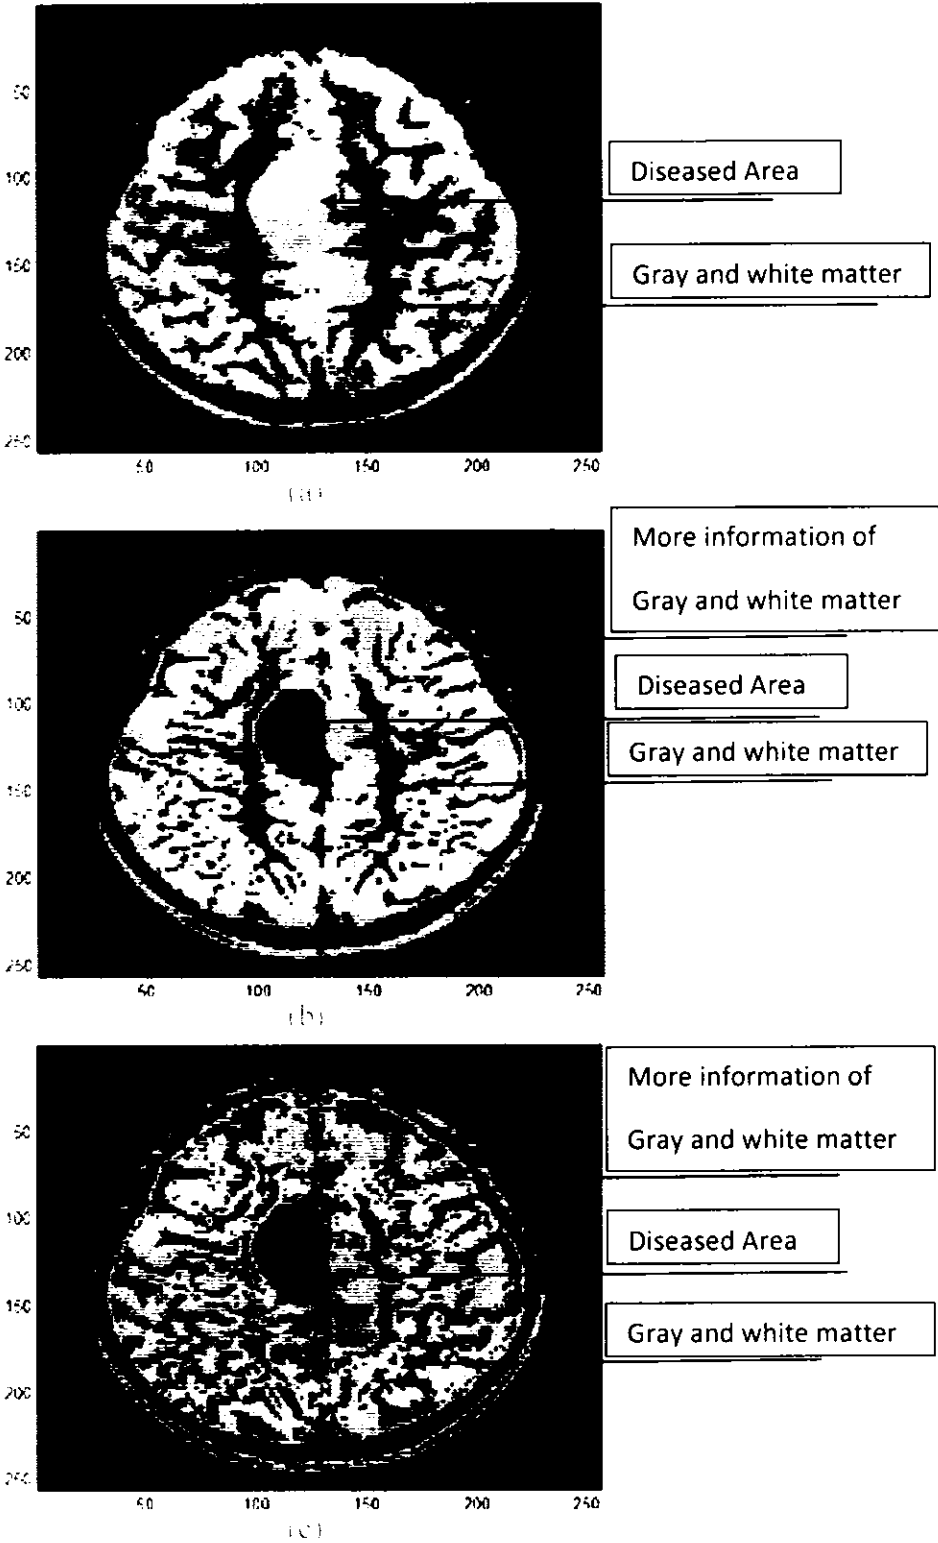 50
100
150
200
250
50 100 150 200 250
(a)
Diseased Area
Gray and white matter
50
100
150
200
250
50 100 150 200 250
(b)
More information of
Gray and white matter
Diseased Area
Gray and white matter
50
100
150
200
250
50 100 150 200 250
(c)
More information of
Gray and white matter
Diseased Area
Gray and white matter